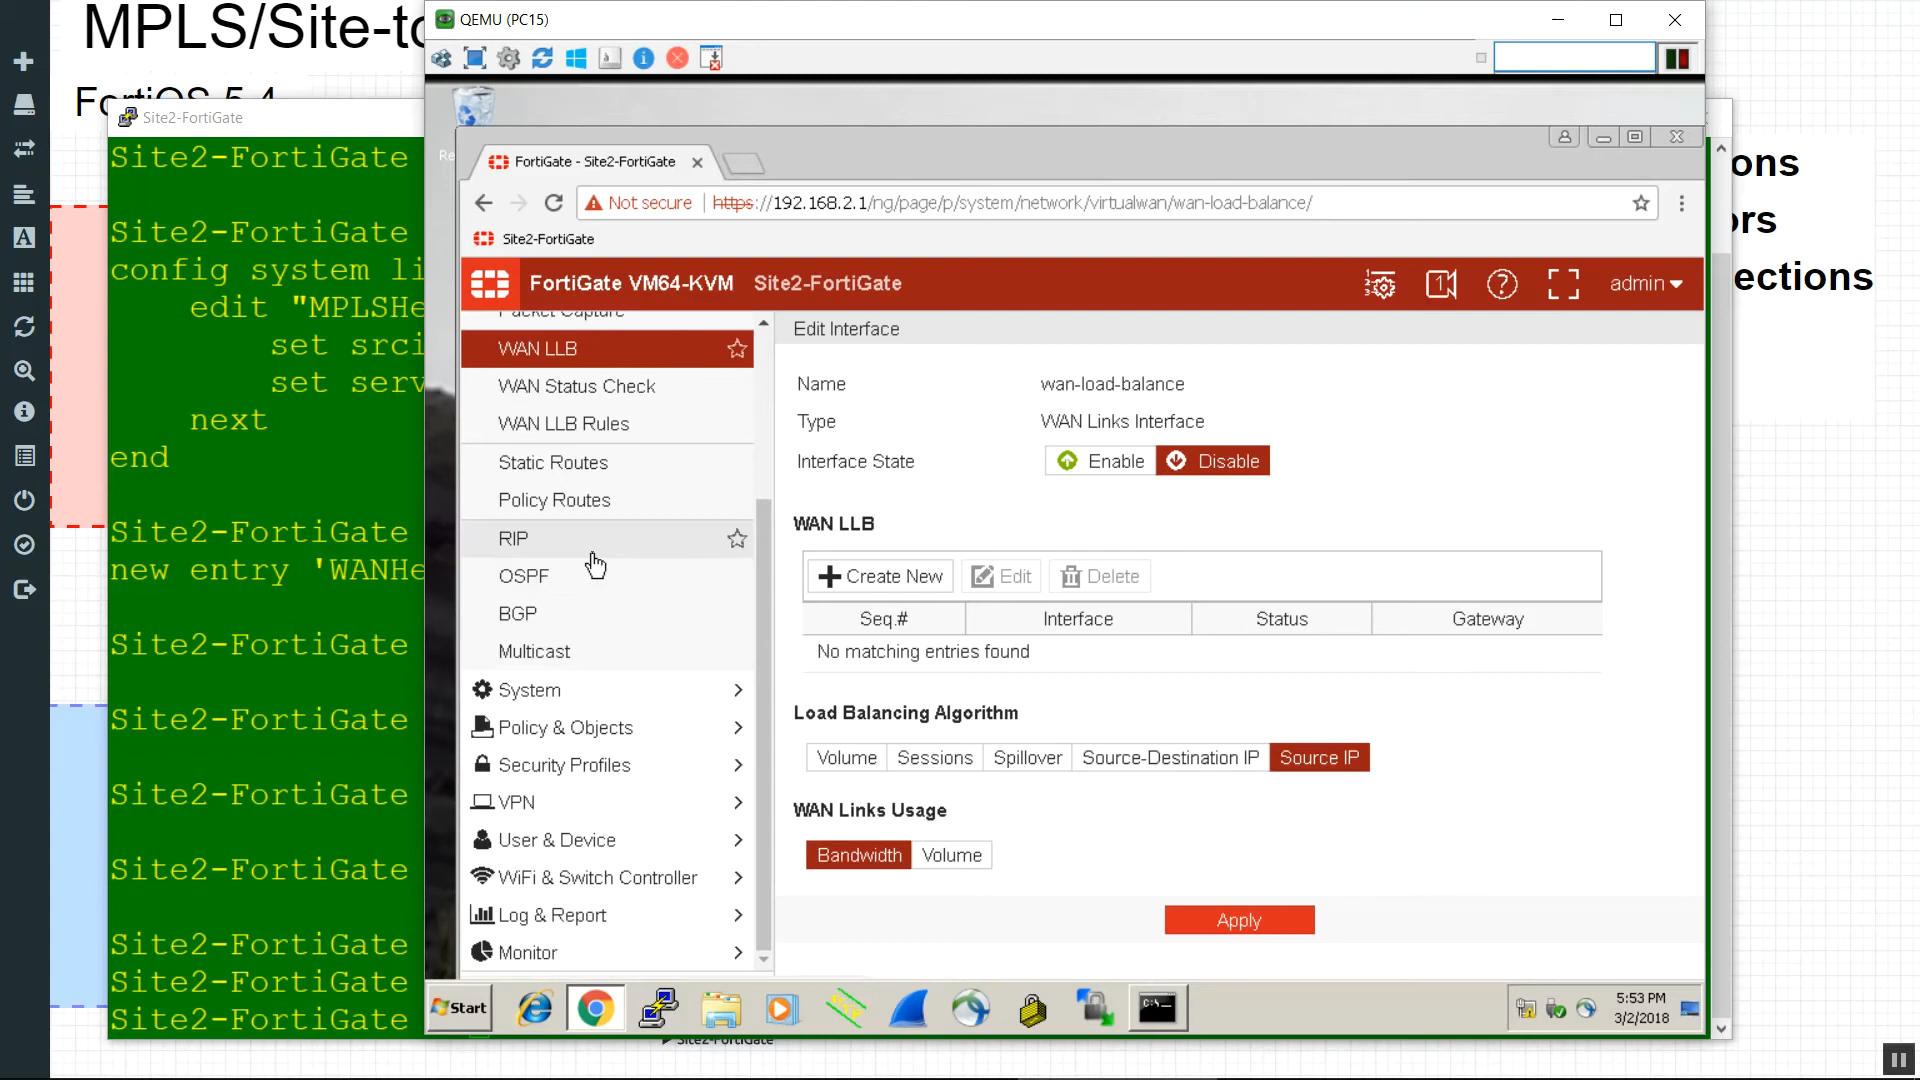 MPLS/Site-to
FortiOS 5.4
ons
ors
ections
Site2-FortiGate
Site2-FortiGate
Site2-FortiGate
config system li
edit "MPLSHe
set srci
set serv
next
end
Site2-FortiGate
new entry 'WANHe
Site2-FortiGate
Site2-FortiGate
Site2-FortiGate
Site2-FortiGate
Site2-FortiGate
Site2-FortiGate
Site2-FortiGate
Site2-FortiGate
QEMU (PC15)
Re
FortiGate - Site2-FortiGate
Not secure https://192.168.2.1/ng/page/p/system/network/virtualwan/wan-load-balance/
Site2-FortiGate
FortiGate VM64-KVM Site2-FortiGate
1
admin
Packet Capture
WAN LLB
WAN Status Check
WAN LLB Rules
Static Routes
Policy Routes
RIP
OSPF
BGP
Multicast
System
Policy & Objects
Security Profiles
VPN
User & Device
WiFi & Switch Controller
Log & Report
Monitor
Edit Interface
Name wan-load-balance
Type WAN Links Interface
Interface State Enable Disable
WAN LLB
Create New Edit Delete
Seq.# Interface Status Gateway
No matching entries found
Load Balancing Algorithm
Volume Sessions Spillover Source-Destination IP Source IP
WAN Links Usage
Bandwidth Volume
Apply
Start
C:\
5:53 PM
3/2/2018